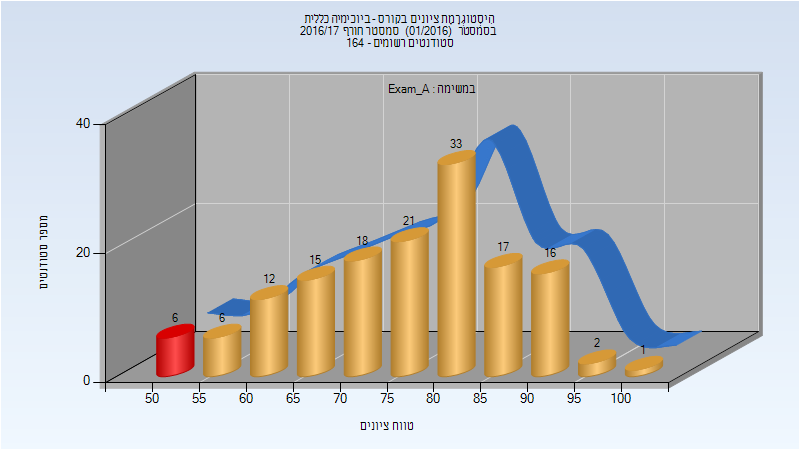 היסטוגרמת ציונים בקורס - ביוכימיה כללית
בסמסטר (01/2016) סמסטר חורף 2016/17
סטודנטים רשומים - 164
במשימה : Exam_A
40
20
0
מספר סטודנטים
6
6
12
15
18
21
33
17
16
2
1
50 55 60 65 70 75 80 85 90 95 100
טווח ציונים